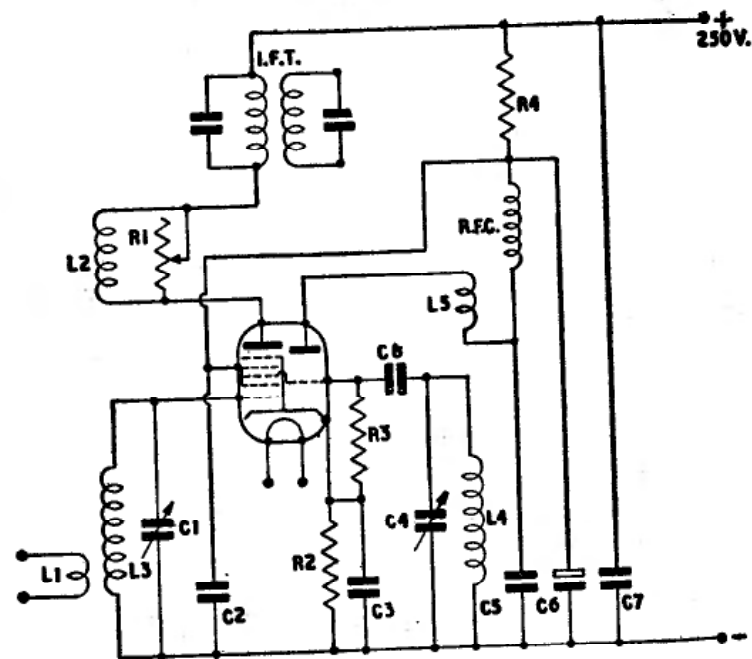 +
250V.
I.F.T.
R4
R1
R.F.C.
L2
L5
C8
R3
C1
C4
L4
L3
R2
L1
C2
C3
C5
C6
C7
-